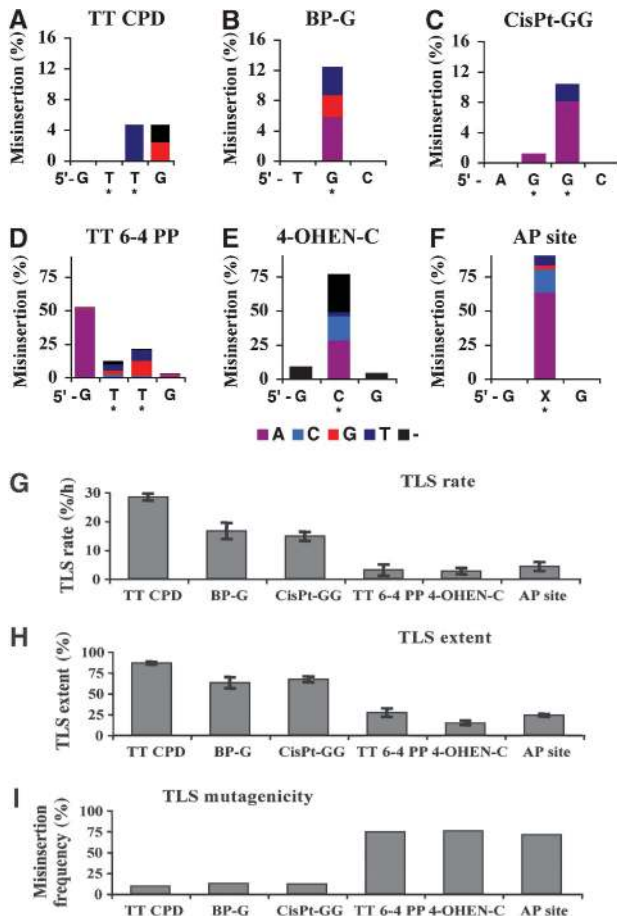 A TT CPD
Misinsertion (%)
16
12
8
4
0
5'-G T T G
* *
B BP-G
Misinsertion (%)
16
12
8
4
0
5'- T G C
*
C CisPt-GG
Misinsertion (%)
16
12
8
4
0
5'- A G G C
* *
D TT 6-4 PP
Misinsertion (%)
75
50
25
0
5'-G T T G
* *
E 4-OHEN-C
Misinsertion (%)
75
50
25
0
5'- G C G
*
F AP site
Misinsertion (%)
75
50
25
0
5'- G X G
*
A C G T -
G TLS rate
TLS rate (%/h)
30
20
10
0
TT CPD BP-G CisPt-GG TT 6-4 PP 4-OHEN-C AP site
H TLS extent
TLS extent (%)
100
75
50
25
0
TT CPD BP-G CisPt-GG TT 6-4 PP 4-OHEN-C AP site
I TLS mutagenicity
Misinsertion
frequency (%)
100
75
50
25
0
TT CPD BP-G CisPt-GG TT 6-4 PP 4-OHEN-C AP site